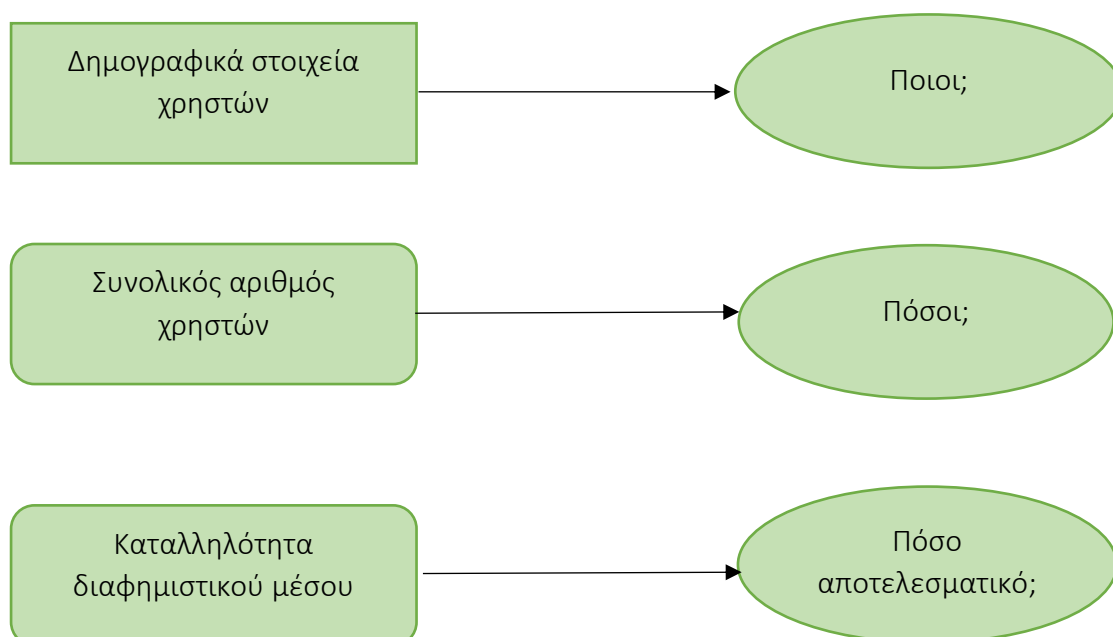 Δημογραφικά στοιχεία
χρηστών
Ποιοι;
Συνολικός αριθμός
χρηστών
Πόσοι;
Καταλληλότητα
διαφημιστικού μέσου
Πόσο
αποτελεσματικό;